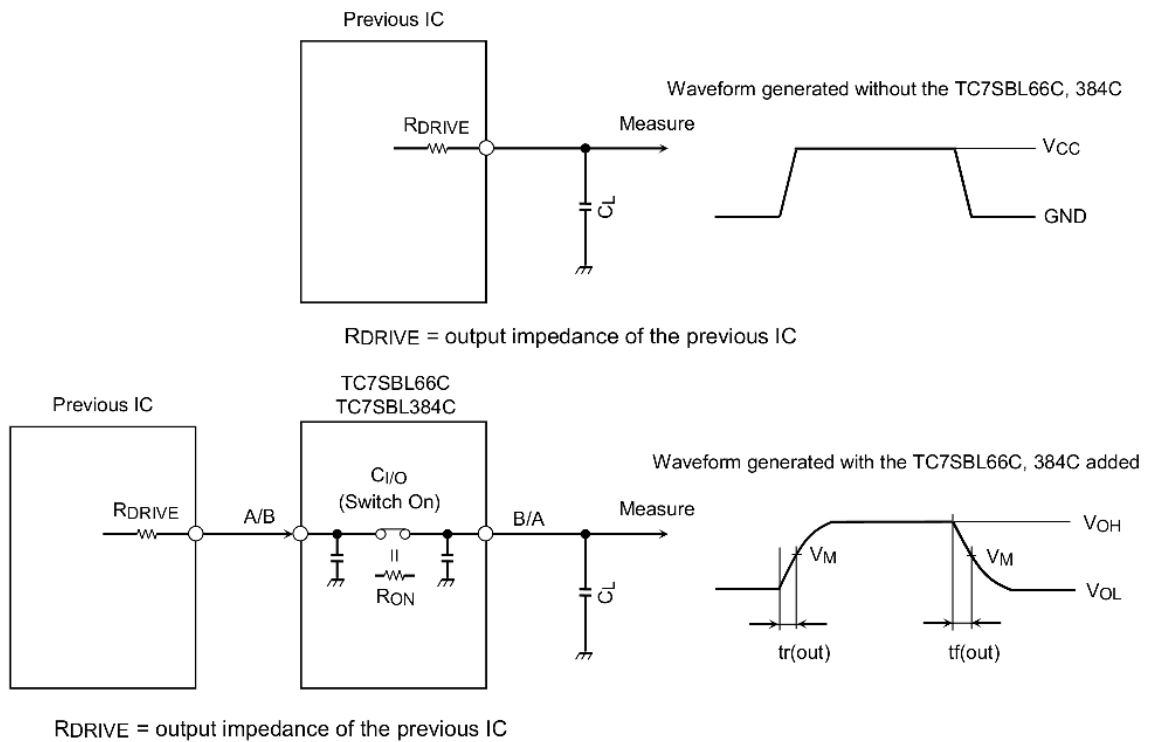 Previous IC
Waveform generated without the TC7SBL66C, 384C
RDRIVE
Measure
VCC
CL
GND
RDRIVE = output impedance of the previous IC
TC7SBL66C
TC7SBL384C
Previous IC
Waveform generated with the TC7SBL66C, 384C added
CI/O
(Switch On)
RDRIVE
A/B
B/A
Measure
VOH
VM
VM
RON
CL
VOL
tr(out)
tf(out)
RDRIVE = output impedance of the previous IC